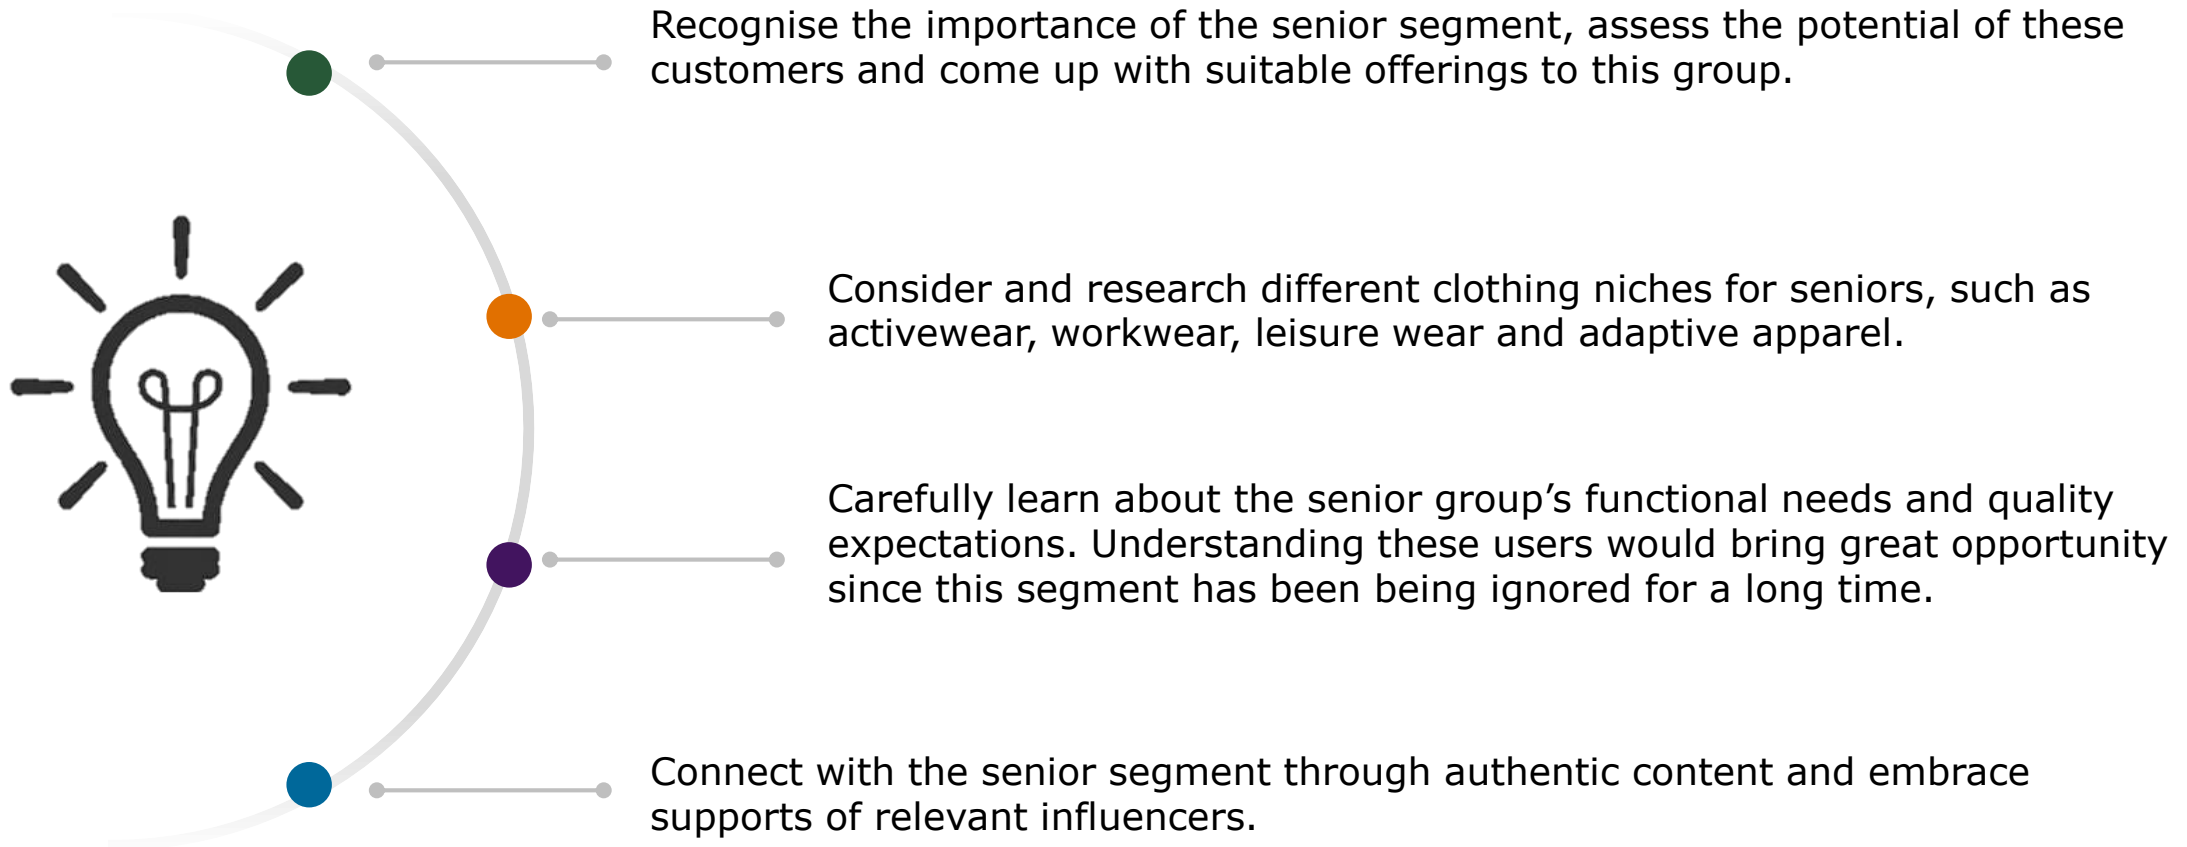 Recognise the importance of the senior segment, assess the potential of these
customers and come up with suitable offerings to this group.
Consider and research different clothing niches for seniors, such as
activewear, workwear, leisure wear and adaptive apparel.
Carefully learn about the senior group’s functional needs and quality
expectations. Understanding these users would bring great opportunity
since this segment has been being ignored for a long time.
Connect with the senior segment through authentic content and embrace
supports of relevant influencers.